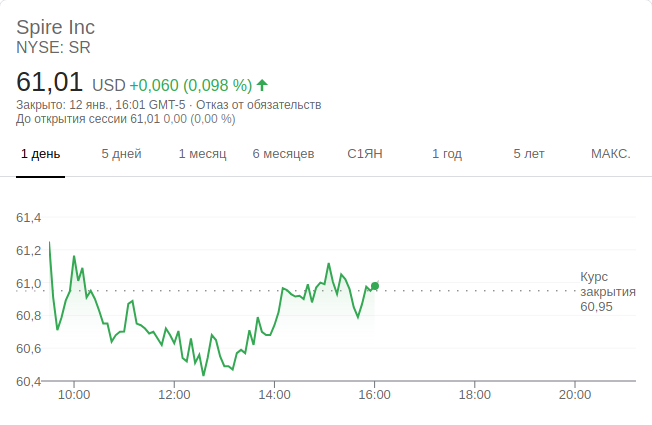 Spire Inc
NYSE: SR
61,01 USD +0,060 (0,098 %)
Закрыто: 12 янв., 16:01 GMT-5 · Отказ от обязательств
До открытия сессии 61,01 0,00 (0,00 %)
1 день 5 дней 1 месяц 6 месяцев С1ЯН 1 год 5 лет МАКС.
61,4
61,2
61,0
60,8
60,6
60,4
Курс
закрытия
60,95
10:00 12:00 14:00 16:00 18:00 20:00